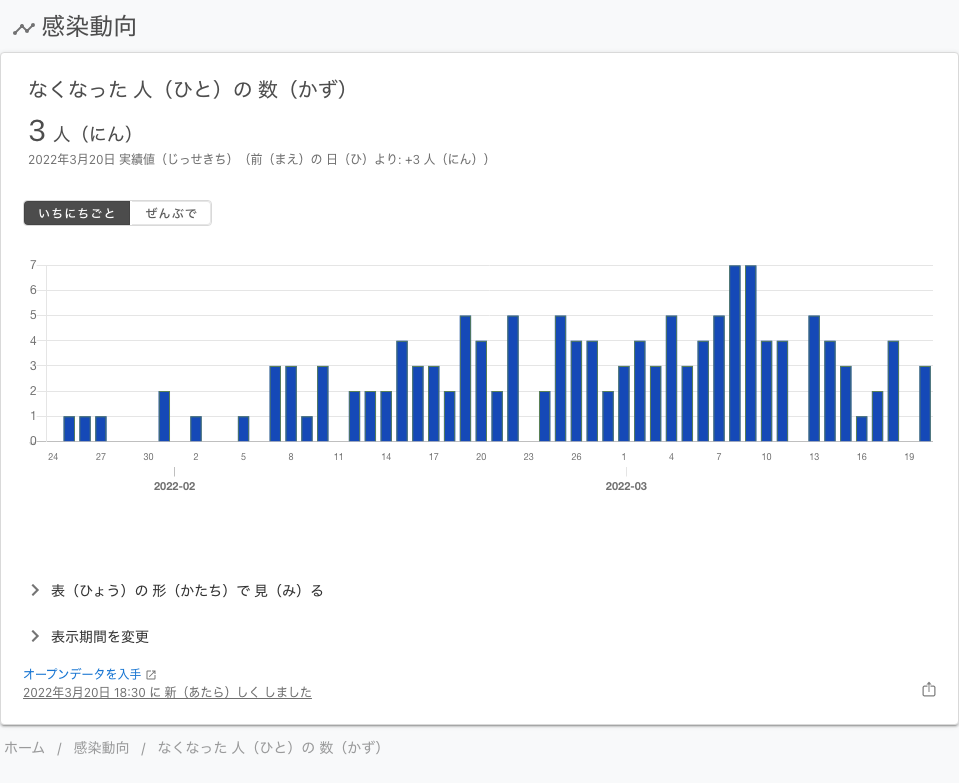 感染動向
なくなった 人（ひと）の 数（かず）
3 人（にん）
2022年3月20日 実績値（じっせきち）（前（まえ）の 日（ひ）より: +3 人（にん））
いちにちごと ぜんぶで
7
6
5
4
3
2
1
0
24 27 30 2 5 8 11 14 17 20 23 26 1 4 7 10 13 16 19
2022-02 2022-03
表（ひょう）の 形（かたち）で 見（み）る
表示期間を変更
オープンデータを入手
2022年3月20日 18:30 に 新（あたら）しく しました
ホーム / 感染動向 / なくなった 人（ひと）の 数（かず）